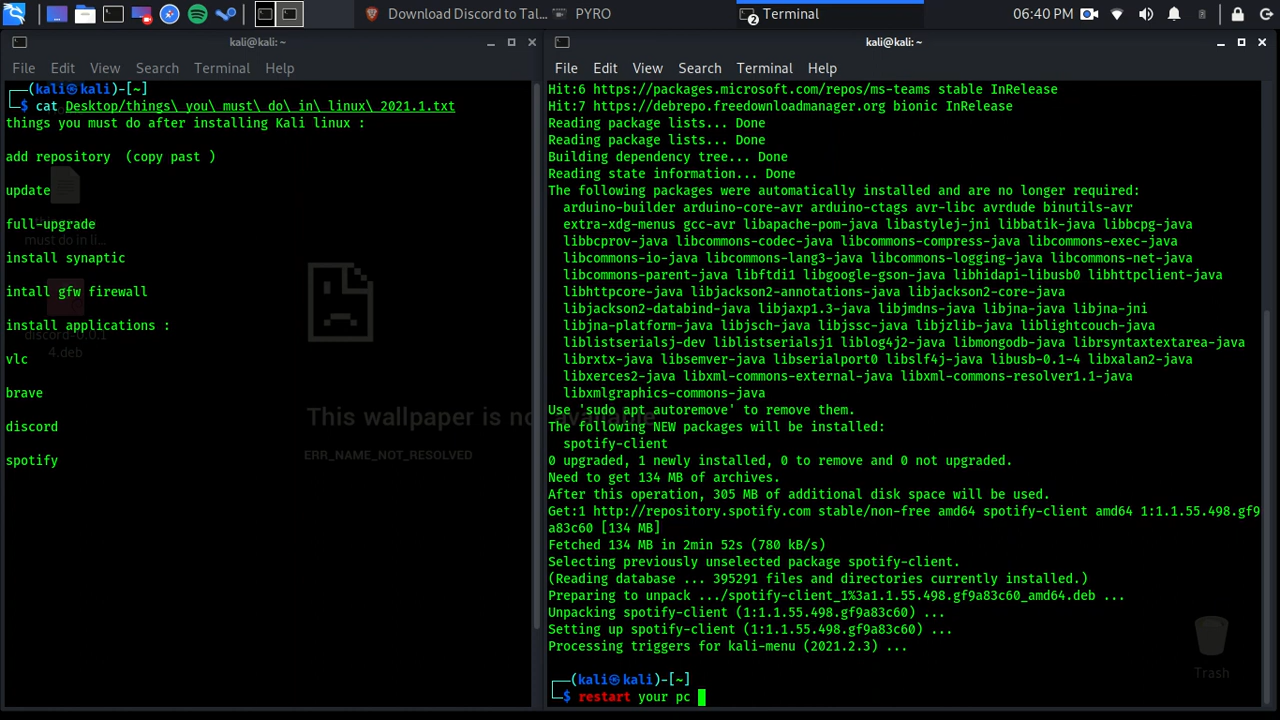 Download Discord to Tal...
PYRO
Terminal
2
06:40 PM
kali@kali: ~
File Edit View Search Terminal Help
┌──(kali㉿kali)-[~]
└─$ cat Desktop/things\ you\ must\ do\ in\ linux\ 2021.1.txt
things you must do after installing Kali linux :
add repository  (copy past )
update
full-upgrade
must do in li...
install synaptic
intall gfw firewall
install applications :
discord-0.0.1
4.deb
vlc
brave
This wallpaper is not available
discord
ERR_NAME_NOT_RESOLVED
spotify
kali@kali: ~
File Edit View Search Terminal Help
Hit:6 https://packages.microsoft.com/repos/ms-teams stable InRelease
Hit:7 https://debrepo.freedownloadmanager.org bionic InRelease
Reading package lists... Done
Reading package lists... Done
Building dependency tree... Done
Reading state information... Done
The following packages were automatically installed and are no longer required:
  arduino-builder arduino-core-avr arduino-ctags avr-libc avrdude binutils-avr
  extra-xdg-menus gcc-avr libapache-pom-java libastylej-jni libbatik-java libbcpg-java
  libbcprov-java libcommons-codec-java libcommons-compress-java libcommons-exec-java
  libcommons-io-java libcommons-lang3-java libcommons-logging-java libcommons-net-java
  libcommons-parent-java libftdi1 libgoogle-gson-java libhidapi-libusb0 libhttpclient-java
  libhttpcore-java libjackson2-annotations-java libjackson2-core-java
  libjackson2-databind-java libjaxp1.3-java libjmdns-java libjna-java libjna-jni
  libjna-platform-java libjsch-java libjssc-java libjzlib-java liblightcouch-java
  liblistserialsj-dev liblistserialsj1 liblog4j2-java libmongodb-java librsyntaxtextarea-java
  librxtx-java libsemver-java libserialport0 libslf4j-java libusb-0.1-4 libxalan2-java
  libxerces2-java libxml-commons-external-java libxml-commons-resolver1.1-java
  libxmlgraphics-commons-java
Use 'sudo apt autoremove' to remove them.
The following NEW packages will be installed:
  spotify-client
0 upgraded, 1 newly installed, 0 to remove and 0 not upgraded.
Need to get 134 MB of archives.
After this operation, 305 MB of additional disk space will be used.
Get:1 http://repository.spotify.com stable/non-free amd64 spotify-client amd64 1:1.1.55.498.gf9
a83c60 [134 MB]
Fetched 134 MB in 2min 52s (780 kB/s)
Selecting previously unselected package spotify-client.
(Reading database ... 395291 files and directories currently installed.)
Preparing to unpack .../spotify-client_1%3a1.1.55.498.gf9a83c60_amd64.deb ...
Unpacking spotify-client (1:1.1.55.498.gf9a83c60) ...
Setting up spotify-client (1:1.1.55.498.gf9a83c60) ...
Processing triggers for kali-menu (2021.2.3) ...
┌──(kali㉿kali)-[~]
└─$ restart your pc
Trash